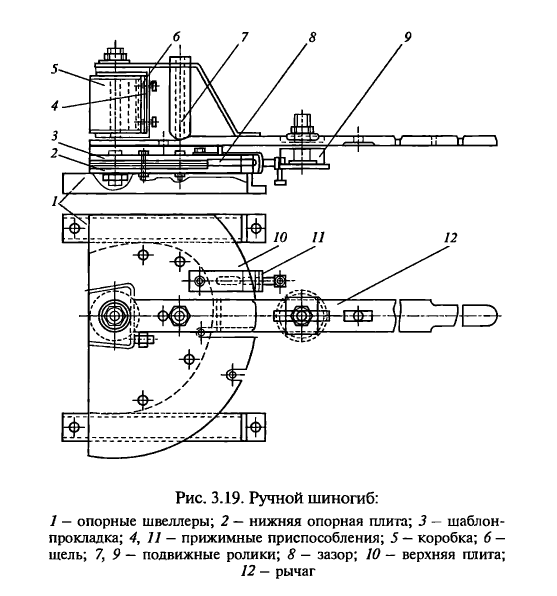 6 7 8 9
5
4
3
2
1
10 11 12
Рис. 3.19. Ручной шиногиб:
1 — опорные швеллеры; 2 — нижняя опорная плита; 3 — шаблон-
прокладка; 4, 11 — прижимные приспособления; 5 — коробка; 6 —
щель; 7, 9 — подвижные ролики; 8 — зазор; 10 — верхняя плита;
12 — рычаг